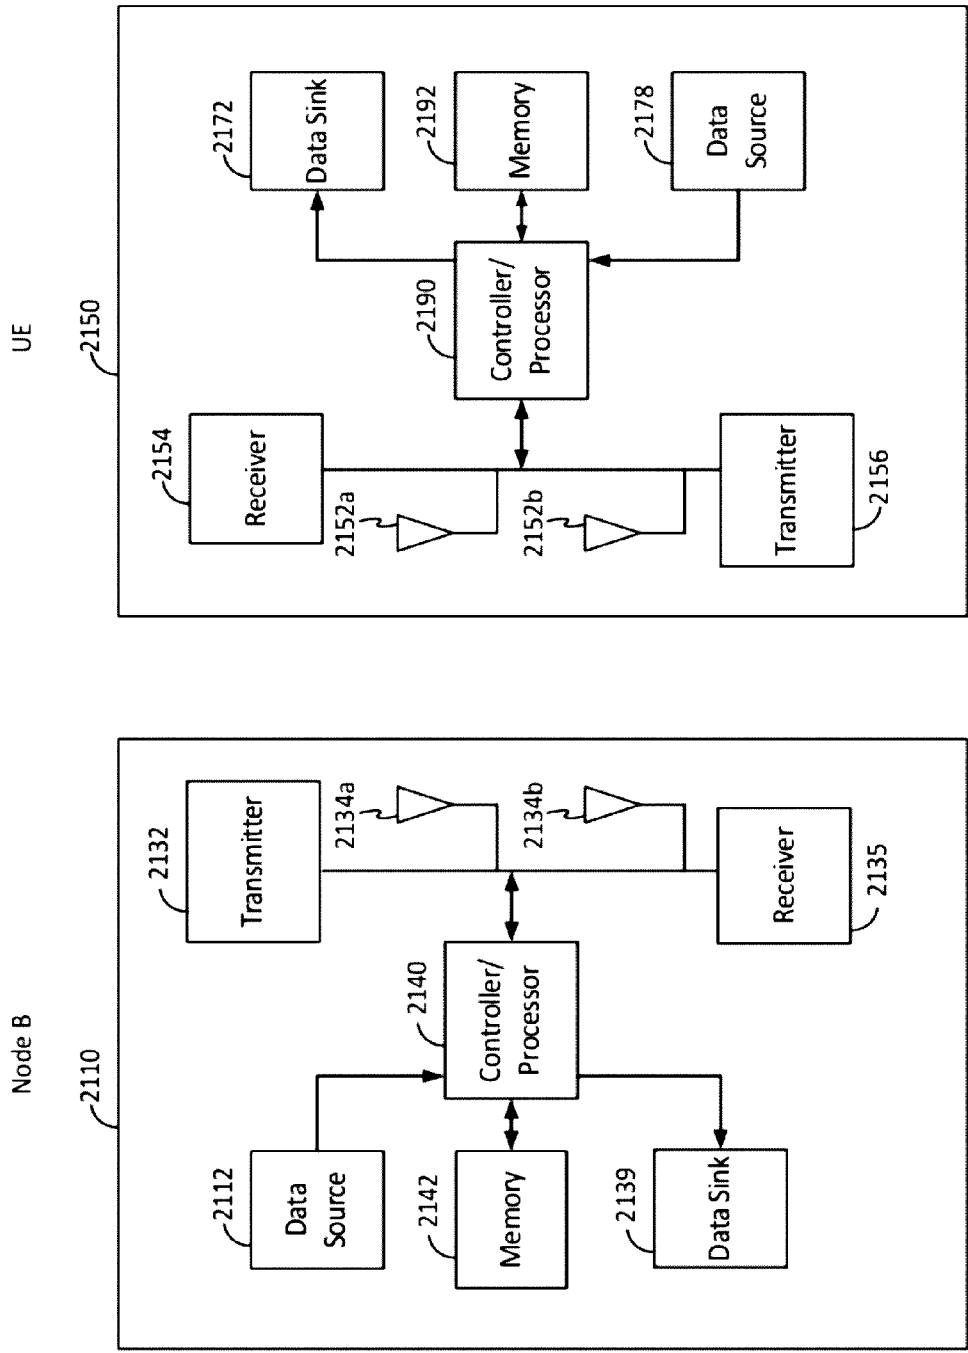 Node B
UE
2110
2150
2112
Data
Source
2142
Memory
2139
Data Sink
2140
Controller/
Processor
2132
Transmitter
2134a
2134b
Receiver
2135
2154
Receiver
2152a
2152b
Transmitter
2156
2190
Controller/
Processor
2172
Data Sink
2192
Memory
2178
Data
Source